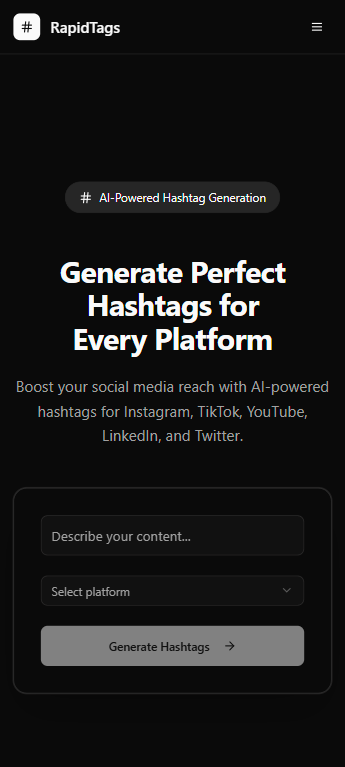 # RapidTags
# AI-Powered Hashtag Generation
Generate Perfect
Hashtags for
Every Platform
Boost your social media reach with AI-powered
hashtags for Instagram, TikTok, YouTube,
LinkedIn, and Twitter.
Describe your content...
Select platform
Generate Hashtags →